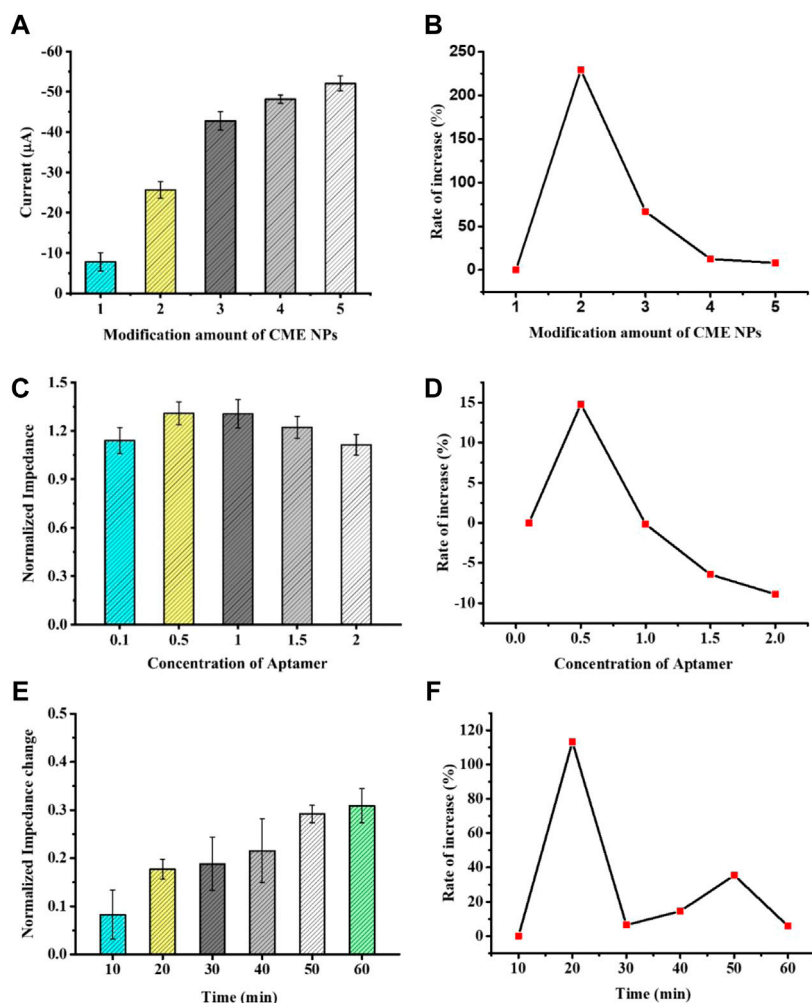 A
-60
-50
-40
-30
-20
-10
0
Current (μA)
1 2 3 4 5
Modification amount of CME NPs
B
250
200
150
100
50
0
Rate of increase (%)
1 2 3 4 5
Modification amount of CME NPs
C
1.5
1.2
0.9
0.6
0.3
0.0
Normalized Impedance
0.1 0.5 1 1.5 2
Concentration of Aptamer
D
15
10
5
0
-5
-10
Rate of increase (%)
0.0 0.5 1.0 1.5 2.0
Concentration of Aptamer
E
0.5
0.4
0.3
0.2
0.1
0.0
Normalized Impedance change
10 20 30 40 50 60
Time (min)
F
120
100
80
60
40
20
0
Rate of increase (%)
10 20 30 40 50 60
Time (min)